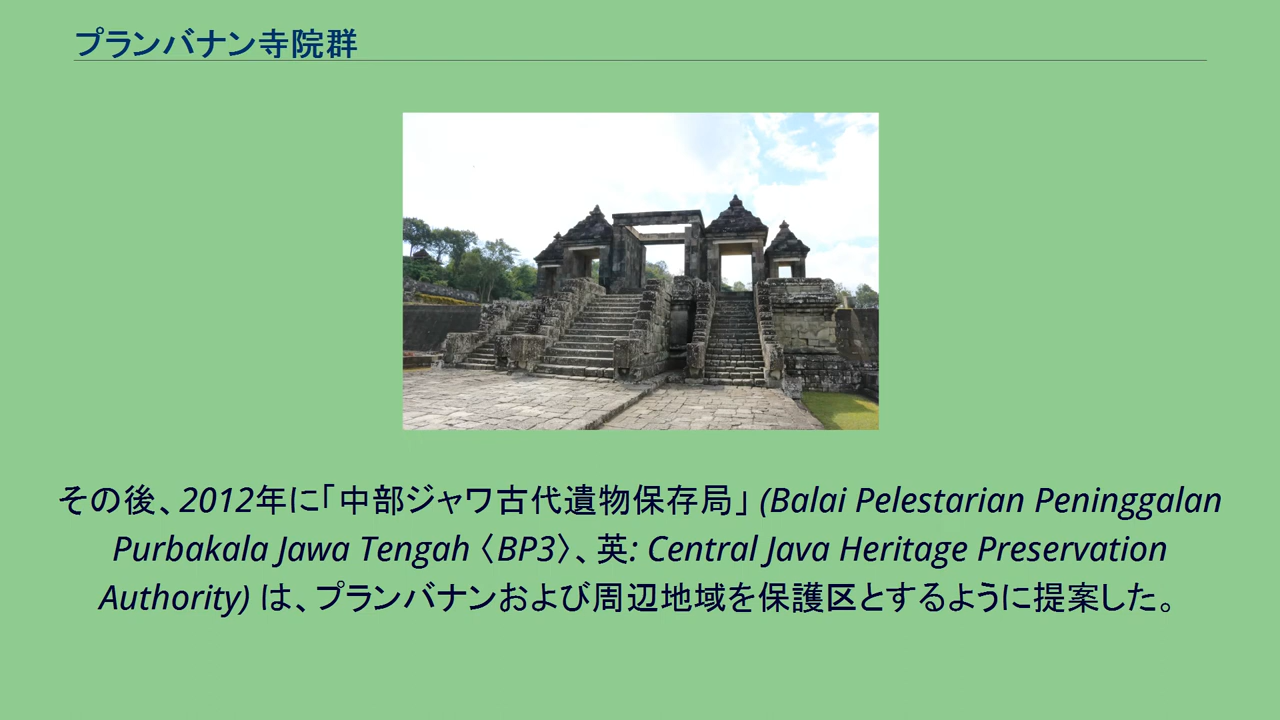 プランバナン寺院群
その後、2012年に「中部ジャワ古代遺物保存局」 (Balai Pelestarian Peninggalan
Purbakala Jawa Tengah〈BP3〉、英: Central Java Heritage Preservation
Authority) は、プランバナンおよび周辺地域を保護区とするように提案した。